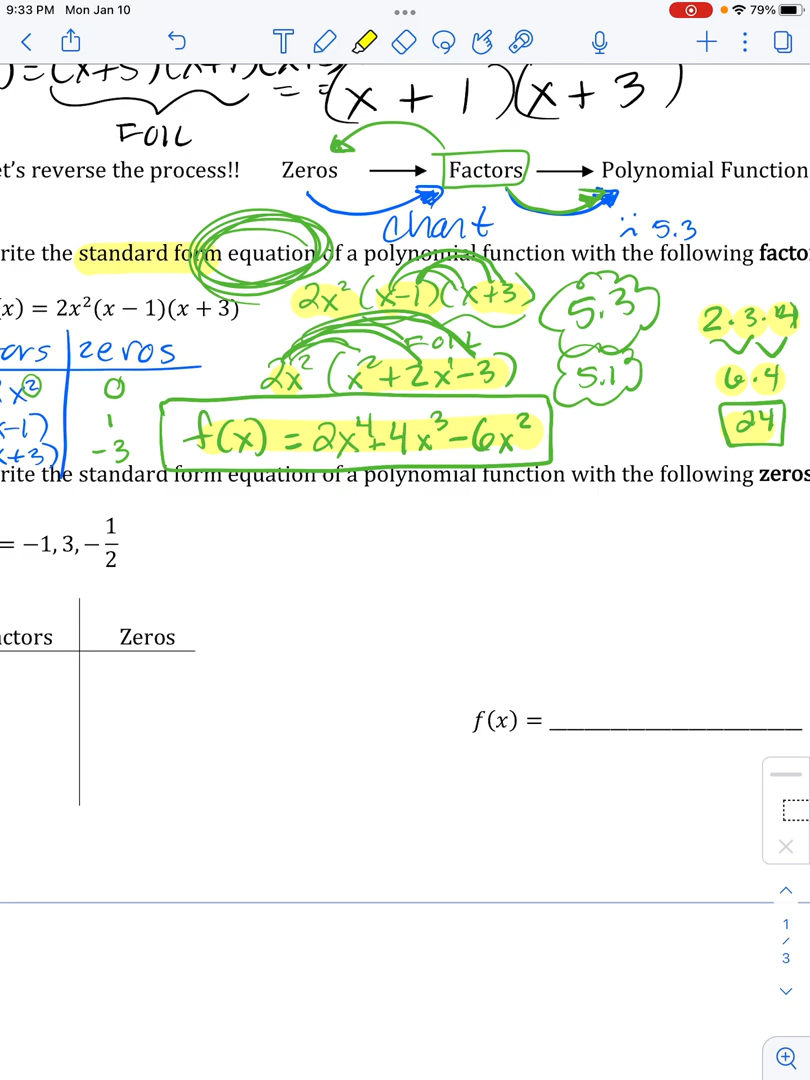 9:33 PM Mon Jan 10
79%
(x + 1)(x + 3)
FOIL
et's reverse the process!! Zeros → Factors → Polynomial Function
chart
5.3
rite the standard form equation of a polynomial function with the following facto
2x² (x-1)(x+3)
(x) = 2x²(x − 1)(x + 3)
5.3
2·3·4
ors zeros
FOIL
x² 0
2x² (x²+2x-3)
5.1
6·4
-1) 1
f(x) = 2x⁴+4x³-6x²
24
x+3) -3
rite the standard form equation of a polynomial function with the following zeros
= −1, 3, −1/2
actors Zeros
f(x) = ____________________
1
/
3